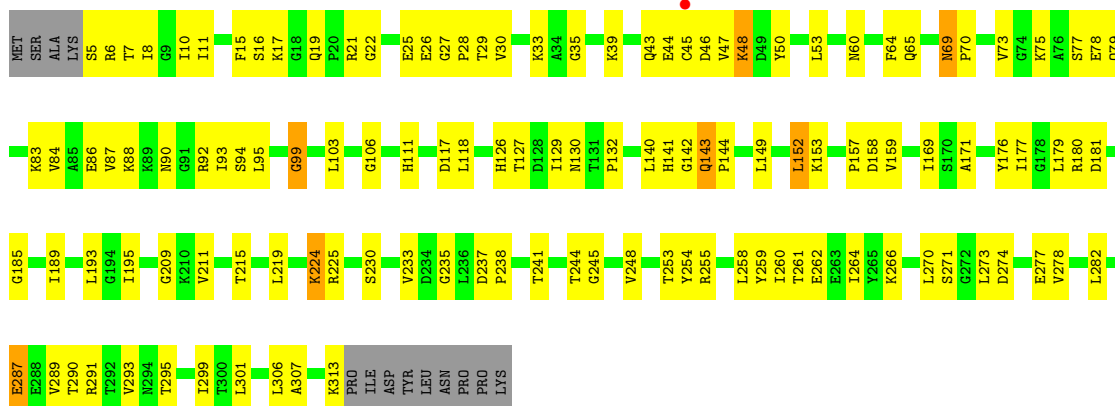 MET SER ALA LYS S5 R6 T7 I8 G9 I10 I11 F15 S16 K17 G18 Q19 P20 R21 G22 E25 E26 G27 P28 T29 V30 K33 A34 G35 K39 Q43 E44 C45 D46 V47 K48 D49 Y50 L53 N60 F64 Q65 N69 P70 V73 G74 K75 A76 S77 E78
K83 V84 A85 E86 V87 K88 K89 N90 G91 R92 I93 S94 L95 G99 L103 G106 H111 D117 L118 H126 T127 D128 I129 N130 T131 P132 L140 H141 G142 Q143 P144 L149 L152 K153 P157 D158 V159 I169 S170 A171 Y176 I177 G178 L179 R180 D181
G185 I189 L193 G194 I195 G209 K210 V211 T215 L219 K224 R225 S230 V233 D234 G235 L236 D237 P238 T241 T244 G245 V248 T253 Y254 R255 L258 Y259 I260 T261 E262 E263 I264 Y265 K266 L270 S271 G272 L273 D274 E277 V278 L282
E287 E288 V289 T290 R291 T292 V293 N294 T295 I299 T300 L301 L306 A307 K313 PRO ILE ASP TYR LEU ASN PRO PRO LYS